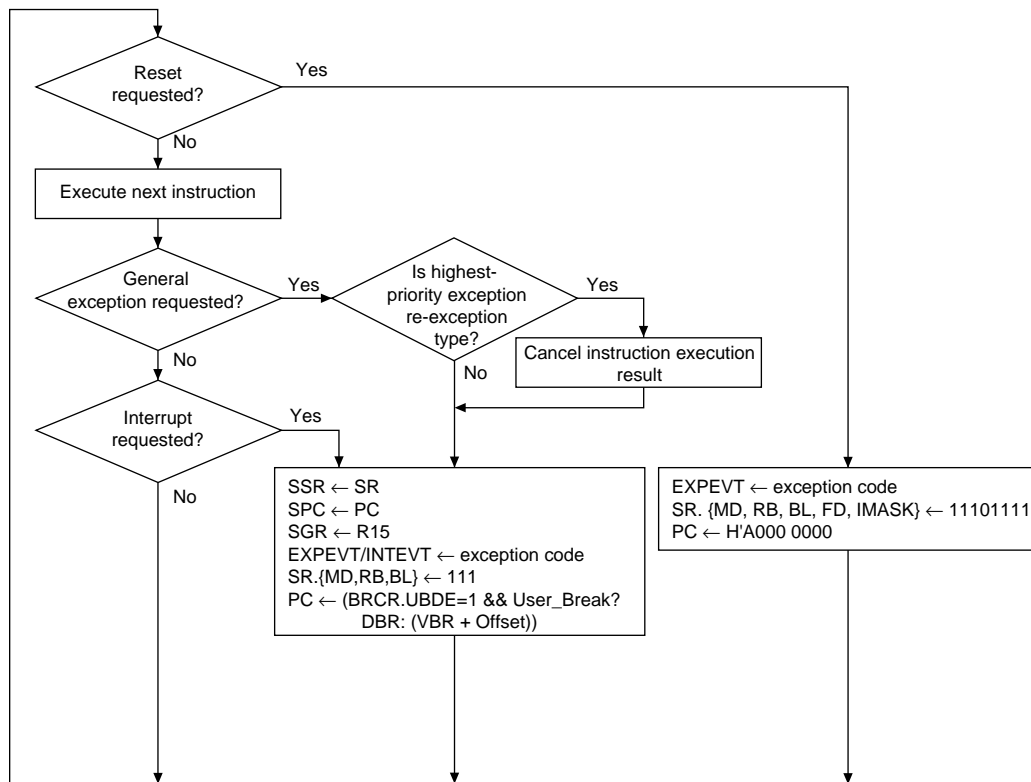 Reset
requested?
Yes
No
Execute next instruction
General
exception requested?
Yes
No
Is highest-
priority exception
re-exception
type?
Yes
No
Cancel instruction execution
result
Interrupt
requested?
Yes
No
SSR ← SR
SPC ← PC
SGR ← R15
EXPEVT/INTEVT ← exception code
SR.{MD,RB,BL} ← 111
PC ← (BRCR.UBDE=1 && User_Break?
DBR: (VBR + Offset))
EXPEVT ← exception code
SR. {MD, RB, BL, FD, IMASK} ← 11101111
PC ← H'A000 0000